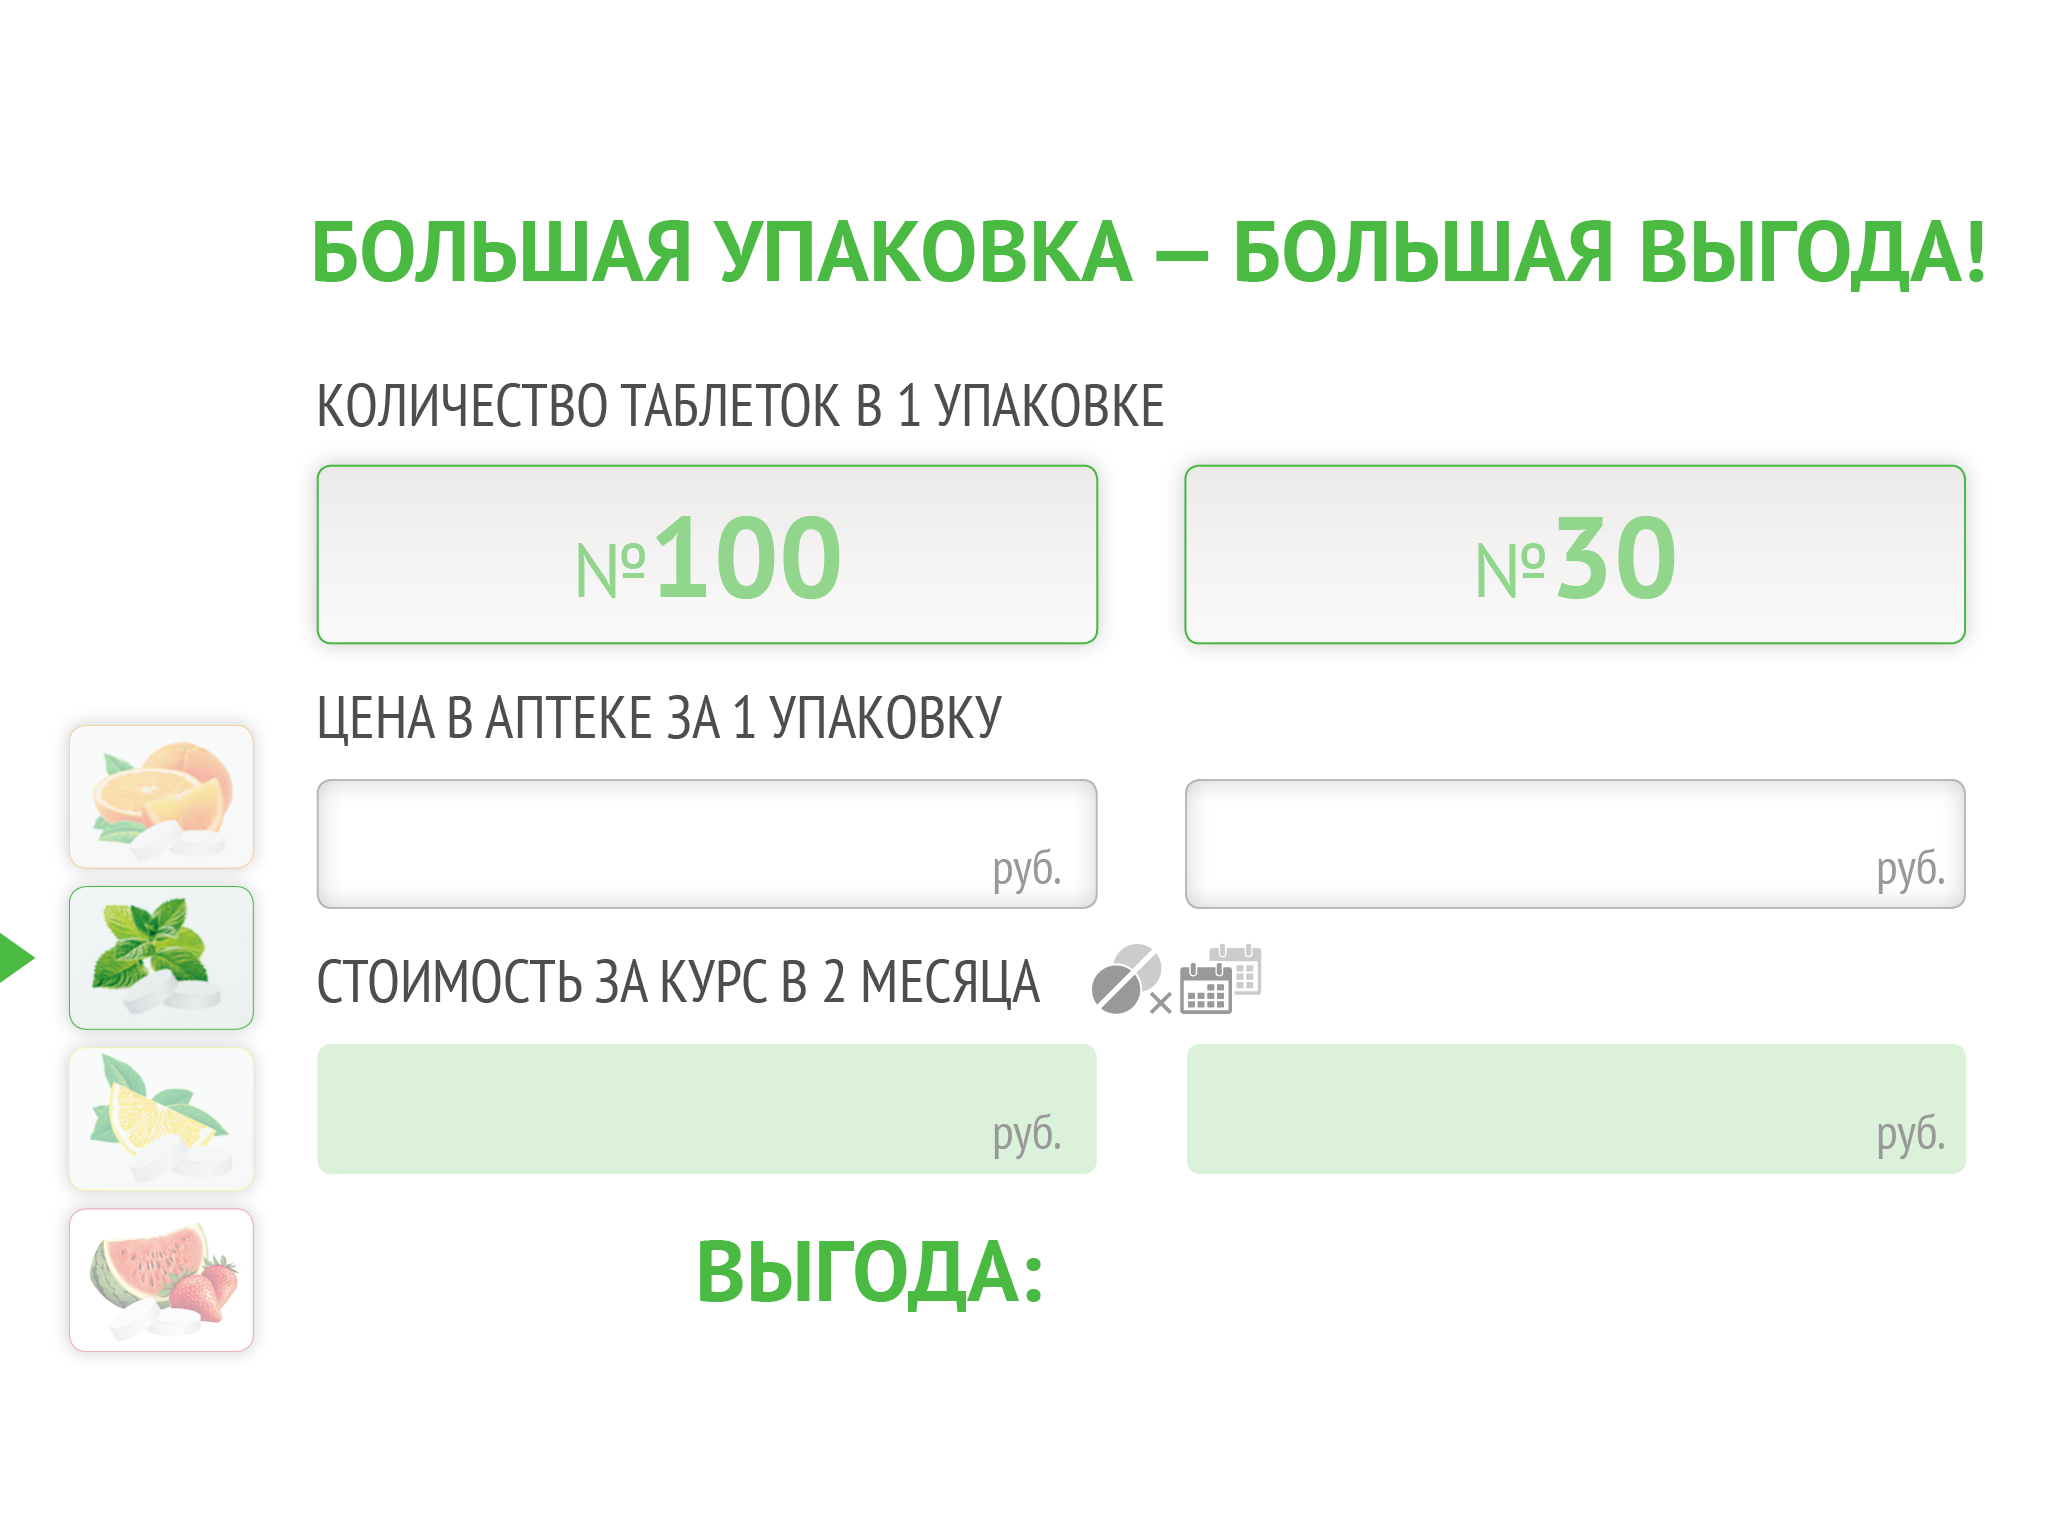 БОЛЬШАЯ УПАКОВКА — БОЛЬШАЯ ВЫГОДА!
КОЛИЧЕСТВО ТАБЛЕТОК В 1 УПАКОВКЕ
№100 №30
ЦЕНА В АПТЕКЕ ЗА 1 УПАКОВКУ
руб. руб.
СТОИМОСТЬ ЗА КУРС В 2 МЕСЯЦА
руб. руб.
ВЫГОДА: